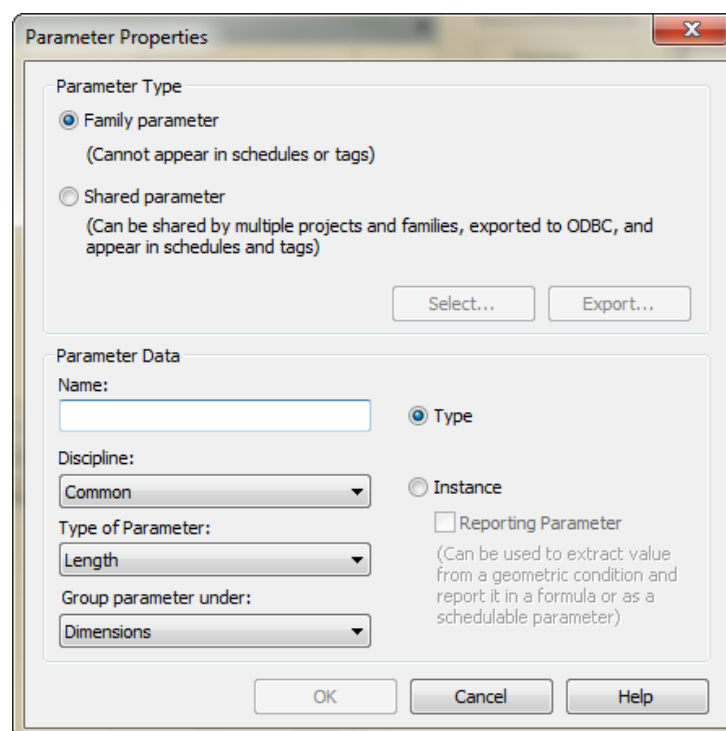 Parameter Properties
Parameter Type
Family parameter
(Cannot appear in schedules or tags)
Shared parameter
(Can be shared by multiple projects and families, exported to ODBC, and
appear in schedules and tags)
Select...
Export...
Parameter Data
Name:
Type
Discipline:
Common
Instance
Reporting Parameter
(Can be used to extract value
from a geometric condition and
report it in a formula or as a
schedulable parameter)
Type of Parameter:
Length
Group parameter under:
Dimensions
OK
Cancel
Help